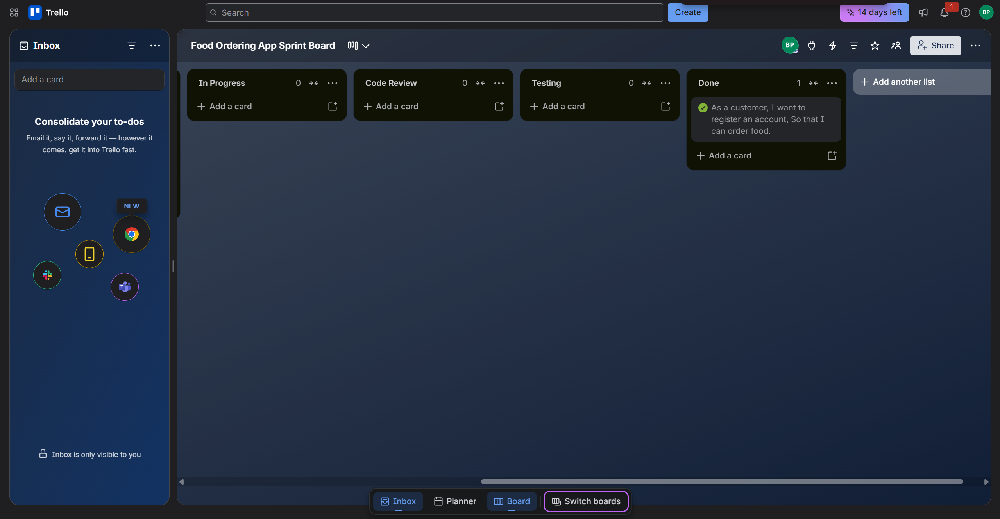 Trello
Search
Create
14 days left
1
BP
Inbox
Add a card
Consolidate your to-dos
Email it, say it, forward it — however it
comes, get it into Trello fast.
NEW
Inbox is only visible to you
Food Ordering App Sprint Board
BP
Share
In Progress 0
Add a card
Code Review 0
Add a card
Testing 0
Add a card
Done 1
As a customer, I want to
register an account, So that I
can order food.
Add a card
Add another list
Inbox
Planner
Board
Switch boards